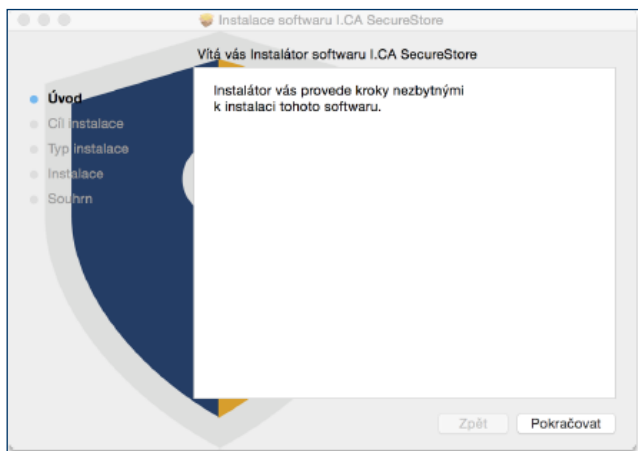 Instalace softwaru I.CA SecureStore
Vítá vás Instalátor softwaru I.CA SecureStore
Instalátor vás provede kroky nezbytnými
k instalaci tohoto softwaru.
Úvod
Cíl instalace
Typ instalace
Instalace
Souhrn
Zpět
Pokračovat